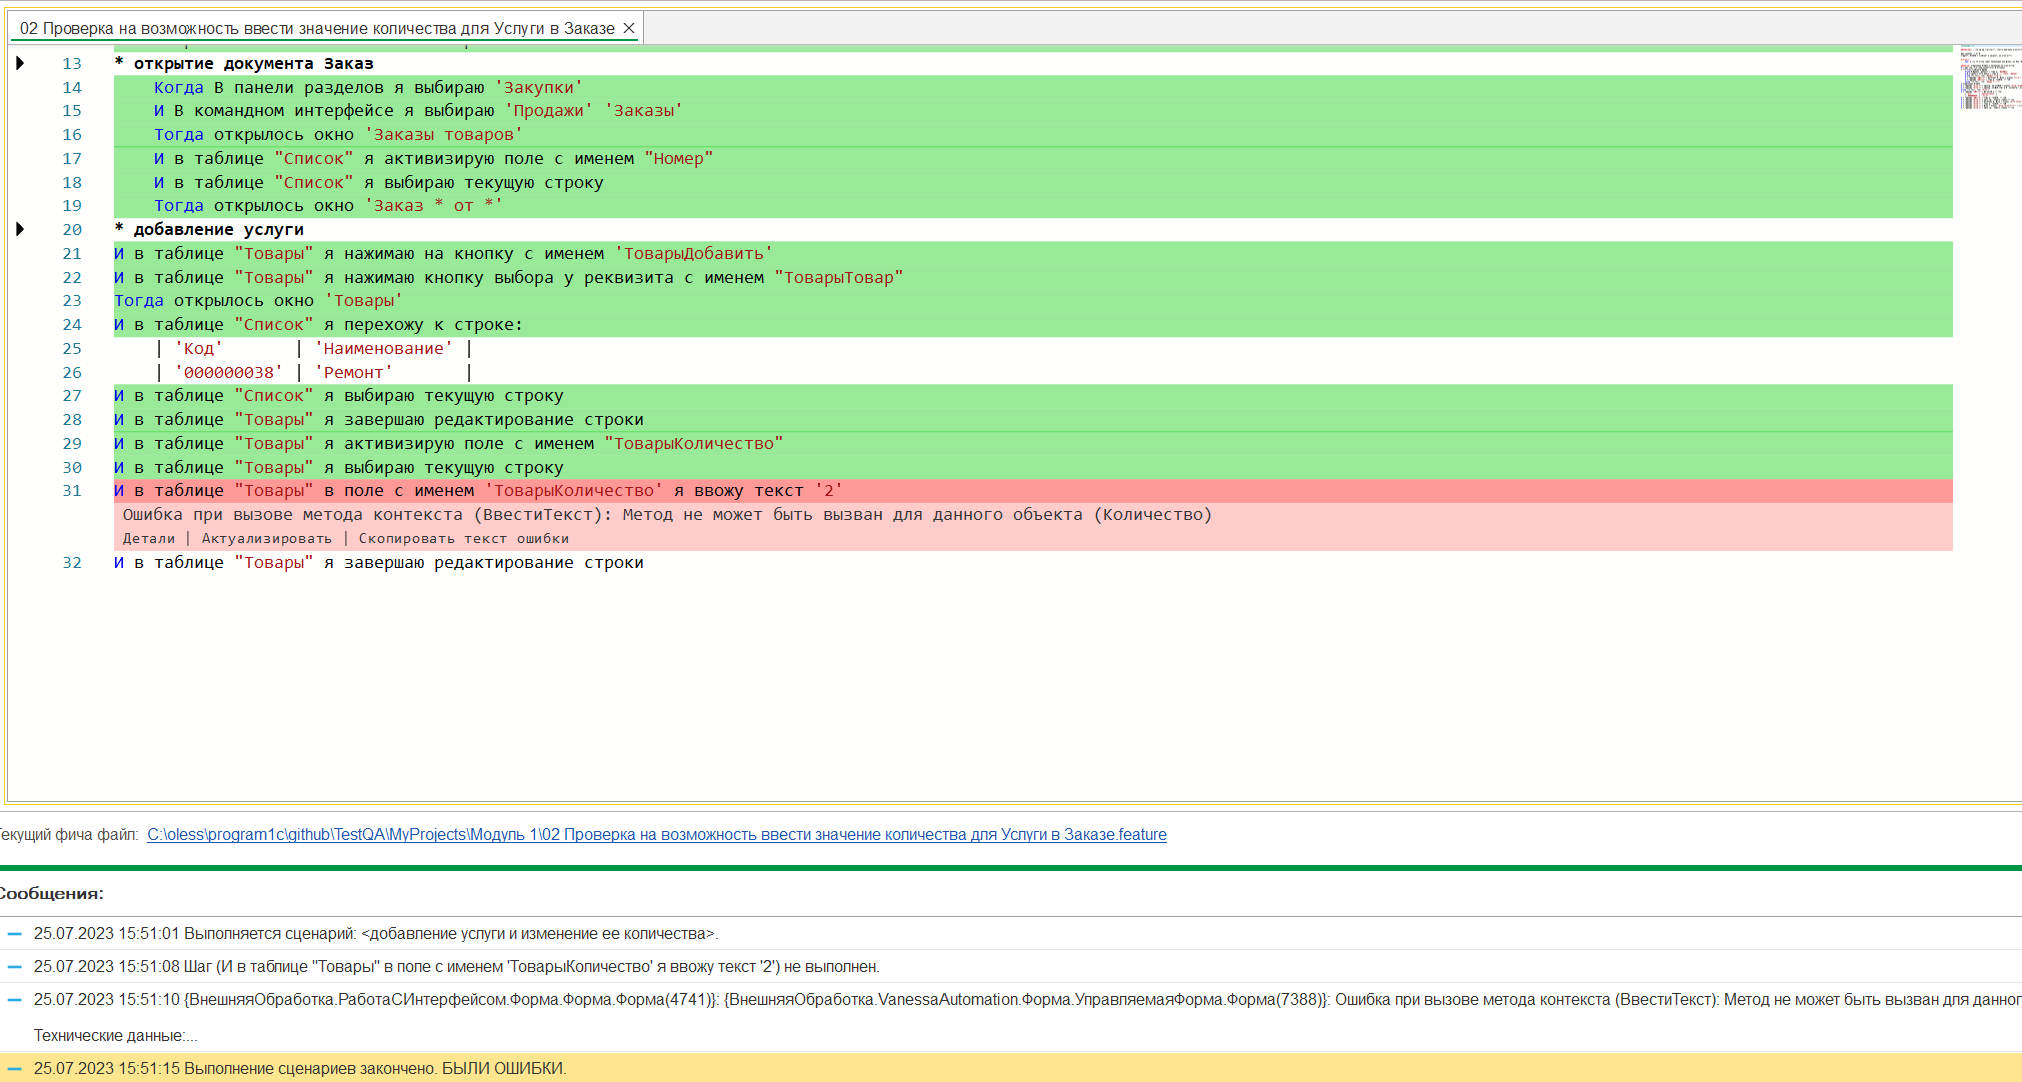 02 Проверка на возможность ввести значение количества для Услуги в Заказе
13 * открытие документа Заказ
14 Когда В панели разделов я выбираю 'Закупки'
15 И В командном интерфейсе я выбираю 'Продажи' 'Заказы'
16 Тогда открылось окно 'Заказы товаров'
17 И в таблице "Список" я активизирую поле с именем "Номер"
18 И в таблице "Список" я выбираю текущую строку
19 Тогда открылось окно 'Заказ * от *'
20 * добавление услуги
21 И в таблице "Товары" я нажимаю на кнопку с именем 'ТоварыДобавить'
22 И в таблице "Товары" я нажимаю кнопку выбора у реквизита с именем "ТоварыТовар"
23 Тогда открылось окно 'Товары'
24 И в таблице "Список" я перехожу к строке:
25 | 'Код' | 'Наименование' |
26 | '000000038' | 'Ремонт' |
27 И в таблице "Список" я выбираю текущую строку
28 И в таблице "Товары" я завершаю редактирование строки
29 И в таблице "Товары" я активизирую поле с именем "ТоварыКоличество"
30 И в таблице "Товары" я выбираю текущую строку
31 И в таблице "Товары" в поле с именем 'ТоварыКоличество' я ввожу текст '2'
Ошибка при вызове метода контекста (ВвестиТекст): Метод не может быть вызван для данного объекта (Количество)
Детали | Актуализировать | Скопировать текст ошибки
32 И в таблице "Товары" я завершаю редактирование строки
екущий фича файл: C:\oless\program1c\github\TestQA\MyProjects\Модуль 1\02 Проверка на возможность ввести значение количества для Услуги в Заказе.feature
Сообщения:
25.07.2023 15:51:01 Выполняется сценарий: <добавление услуги и изменение ее количества>.
25.07.2023 15:51:08 Шаг (И в таблице "Товары" в поле с именем 'ТоварыКоличество' я ввожу текст '2') не выполнен.
25.07.2023 15:51:10 {ВнешняяОбработка.РаботаСИнтерфейсом.Форма.Форма.Форма(4741)}: {ВнешняяОбработка.VanessaAutomation.Форма.УправляемаяФорма.Форма(7388)}: Ошибка при вызове метода контекста (ВвестиТекст): Метод не может быть вызван для данног
Технические данные:...
25.07.2023 15:51:15 Выполнение сценариев закончено. БЫЛИ ОШИБКИ.